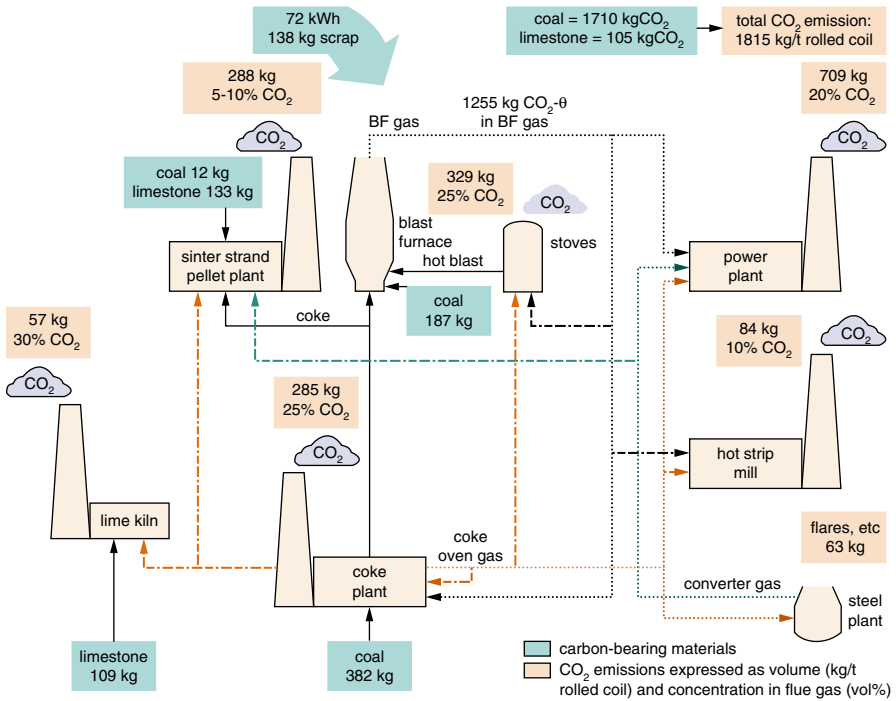 72 kWh
138 kg scrap
coal = 1710 kgCO₂
limestone = 105 kgCO₂
total CO₂ emission:
1815 kg/t rolled coil
288 kg
5-10% CO₂
CO₂
BF gas
1255 kg CO₂-θ
in BF gas
709 kg
20% CO₂
CO₂
coal 12 kg
limestone 133 kg
329 kg
25% CO₂
CO₂
sinter strand
pellet plant
blast
furnace
hot blast
stoves
power
plant
coke
coal
187 kg
57 kg
30% CO₂
CO₂
84 kg
10% CO₂
CO₂
285 kg
25% CO₂
CO₂
hot strip
mill
lime kiln
coke
oven gas
flares, etc
63 kg
coke
plant
converter gas
steel
plant
limestone
109 kg
coal
382 kg
carbon-bearing materials
CO₂ emissions expressed as volume (kg/t
rolled coil) and concentration in flue gas (vol%)